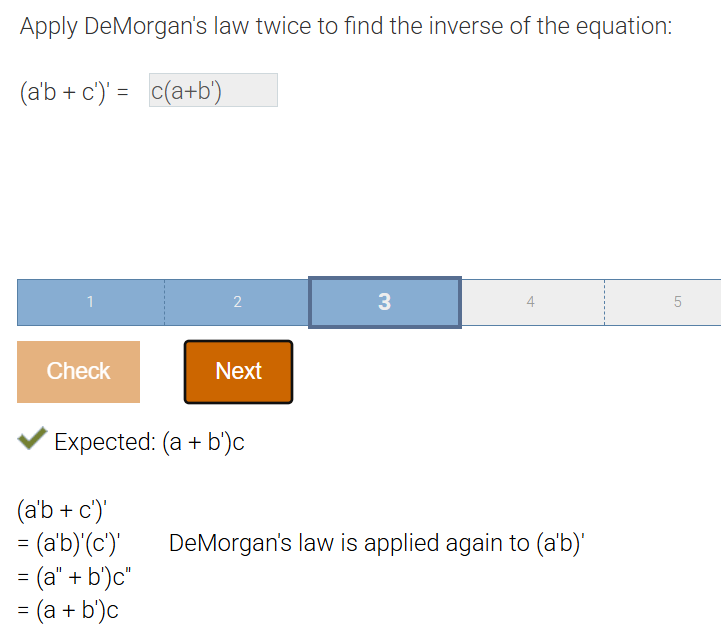 Apply DeMorgan's law twice to find the inverse of the equation:
(a'b + c')' = c(a+b')
1 2 3 4 5
Check Next
Expected: (a + b')c
(a'b + c')'
= (a'b)'(c')' DeMorgan's law is applied again to (a'b)'
= (a'' + b')c''
= (a + b')c